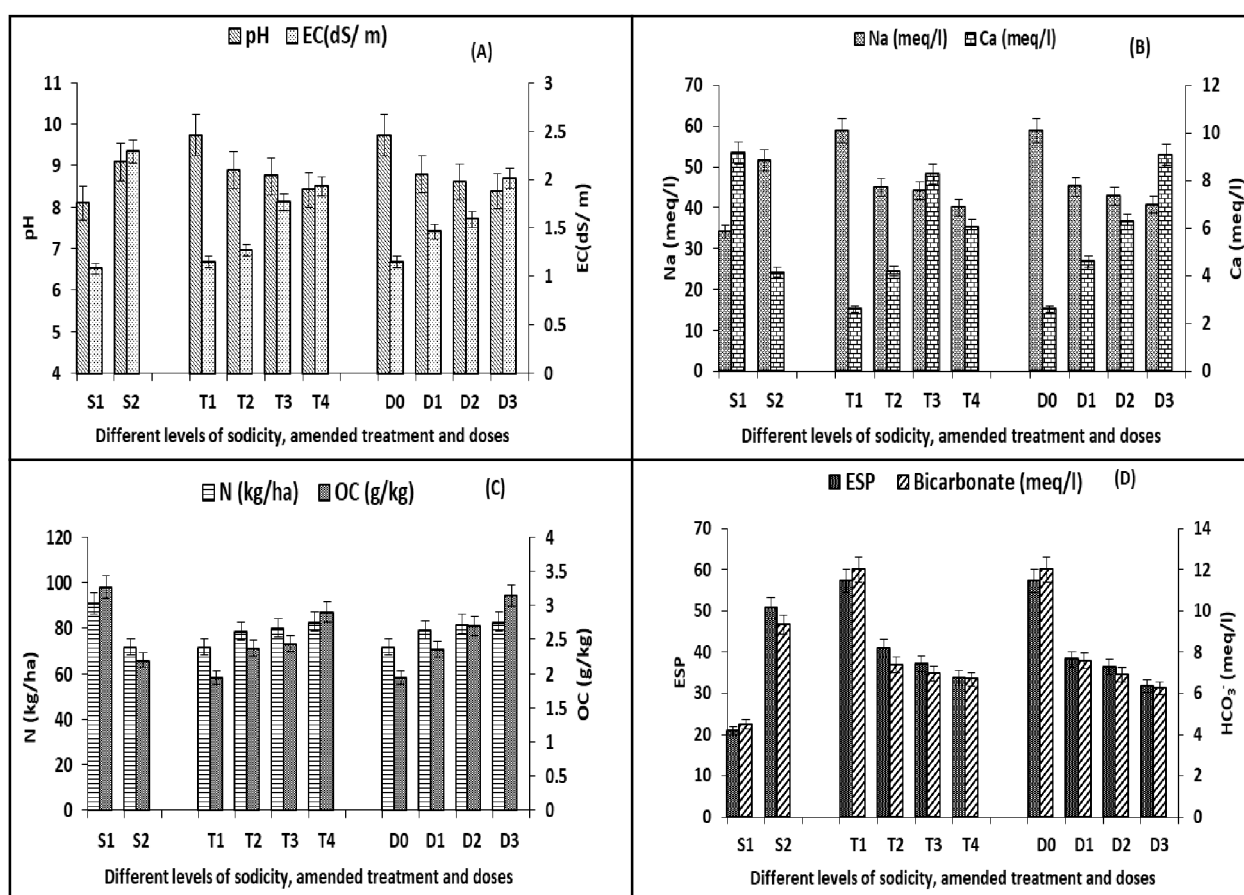 pH EC(dS/ m) (A)
11 3
10 2.5
9 2
8 1.5
7 1
6 0.5
5 0
4
pH
EC(dS/ m)
S1 S2 T1 T2 T3 T4 D0 D1 D2 D3
Different levels of sodicity, amended treatment and doses
Na (meq/l) Ca (meq/l) (B)
70 12
60 10
50 8
40 6
30 4
20 2
10 0
0
Na (meq/l)
Ca (meq/l)
S1 S2 T1 T2 T3 T4 D0 D1 D2 D3
Different levels of sodicity, amended treatment and doses
N (kg/ha) OC (g/kg) (C)
120 4
100 3.5
80 3
60 2.5
40 2
20 1.5
0 1
0.5
0
N (kg/ha)
OC (g/kg)
S1 S2 T1 T2 T3 T4 D0 D1 D2 D3
Different levels of sodicity, amended treatment and doses
ESP Bicarbonate (meq/l) (D)
70 14
60 12
50 10
40 8
30 6
20 4
10 2
0 0
ESP
HCO₃⁻ (meq/l)
S1 S2 T1 T2 T3 T4 D0 D1 D2 D3
Different levels of sodicity, amended treatment and doses